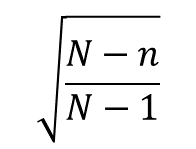 √((N − n)/(N − 1))